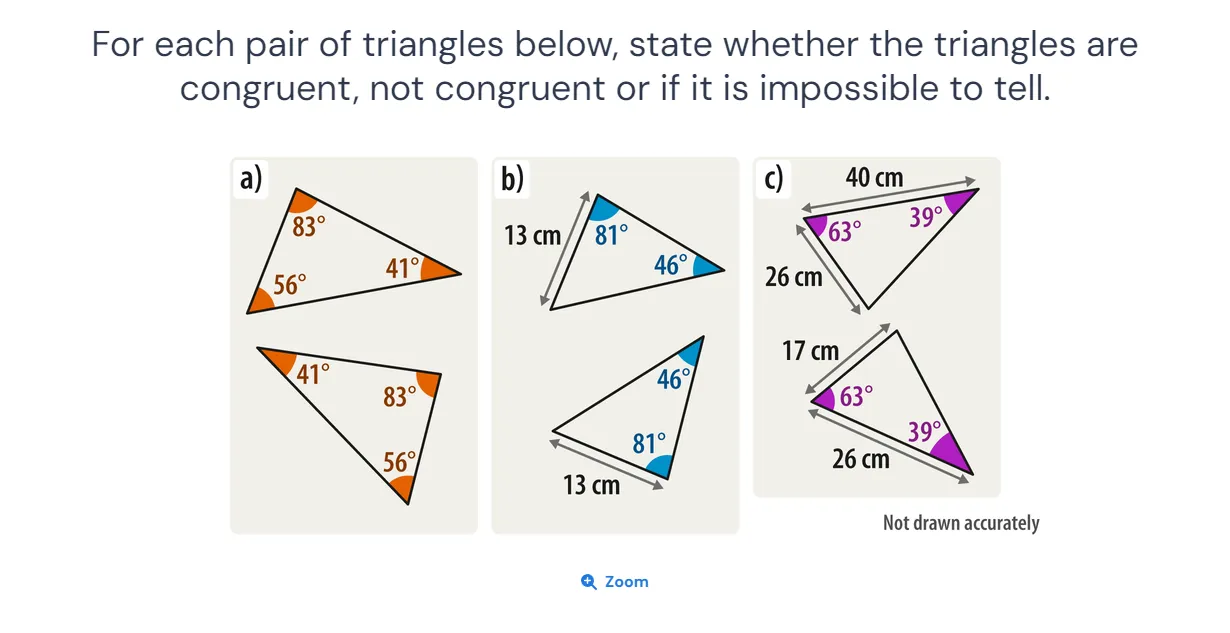 For each pair of triangles below, state whether the triangles are
congruent, not congruent or if it is impossible to tell.
a)
83°
41°
56°
41°
83°
56°
b)
13 cm
81°
46°
46°
81°
13 cm
c)
40 cm
39°
63°
26 cm
17 cm
63°
39°
26 cm
Not drawn accurately
Zoom